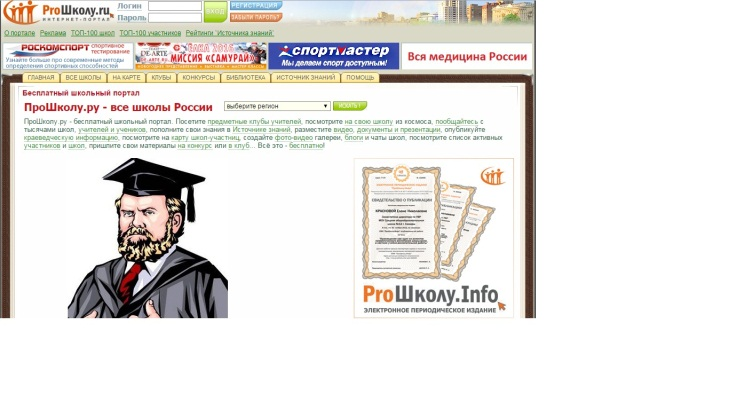 ProШколу.ru
ИНТЕРНЕТ-ПОРТАЛ
Логин
Пароль
ВХОД
РЕГИСТРАЦИЯ
ЗАБЫЛИ ПАРОЛЬ?
О портале Реклама ТОП-100 школ ТОП-100 участников Рейтинги "Источника знаний"
РОСКОМСПОРТ спортивное тестирование
Узнайте больше про современные методы
определения спортивных способностей
МИССИЯ «САМУРАЙ»
СПОРТМАСТЕР
Мы делаем спорт доступным!
Вся медицина России
ГЛАВНАЯ ВСЕ ШКОЛЫ НА КАРТЕ КЛУБЫ КОНКУРСЫ БИБЛИОТЕКА ИСТОЧНИК ЗНАНИЙ ПОМОЩЬ
Бесплатный школьный портал
ПроШколу.ру - все школы России
выберите регион
ИСКАТЬ !
ПроШколу.ру - бесплатный школьный портал. Посетите предметные клубы учителей, посмотрите на свою школу из космоса, пообщайтесь с
тысячами школ, учителей и учеников, пополните свои знания в Источнике знаний, разместите видео, документы и презентации, опубликуйте
краеведческую информацию, посмотрите на карту школ-участниц, создайте фото-видео галереи, блоги и чаты школ, посмотрите список активных
участников и школ, пришлите свои материалы на конкурс или в клуб... Всё это - бесплатно!
СВИДЕТЕЛЬСТВО О ПУБЛИКАЦИИ
ProШколу.Info
ЭЛЕКТРОННОЕ ПЕРИОДИЧЕСКОЕ ИЗДАНИЕ